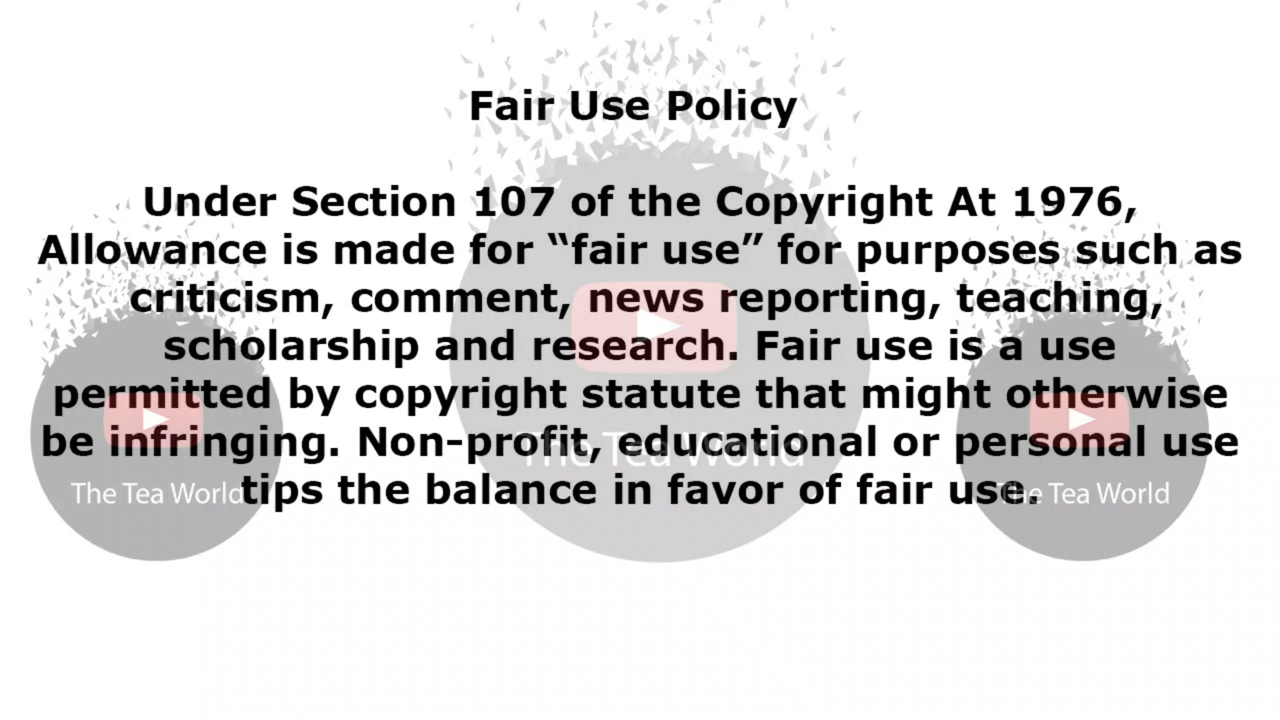 Fair Use Policy
Under Section 107 of the Copyright At 1976,
Allowance is made for “fair use” for purposes such as
criticism, comment, news reporting, teaching,
scholarship and research. Fair use is a use
permitted by copyright statute that might otherwise
be infringing. Non-profit, educational or personal use
tips the balance in favor of fair use.
The Tea World
The Tea World
The Tea World